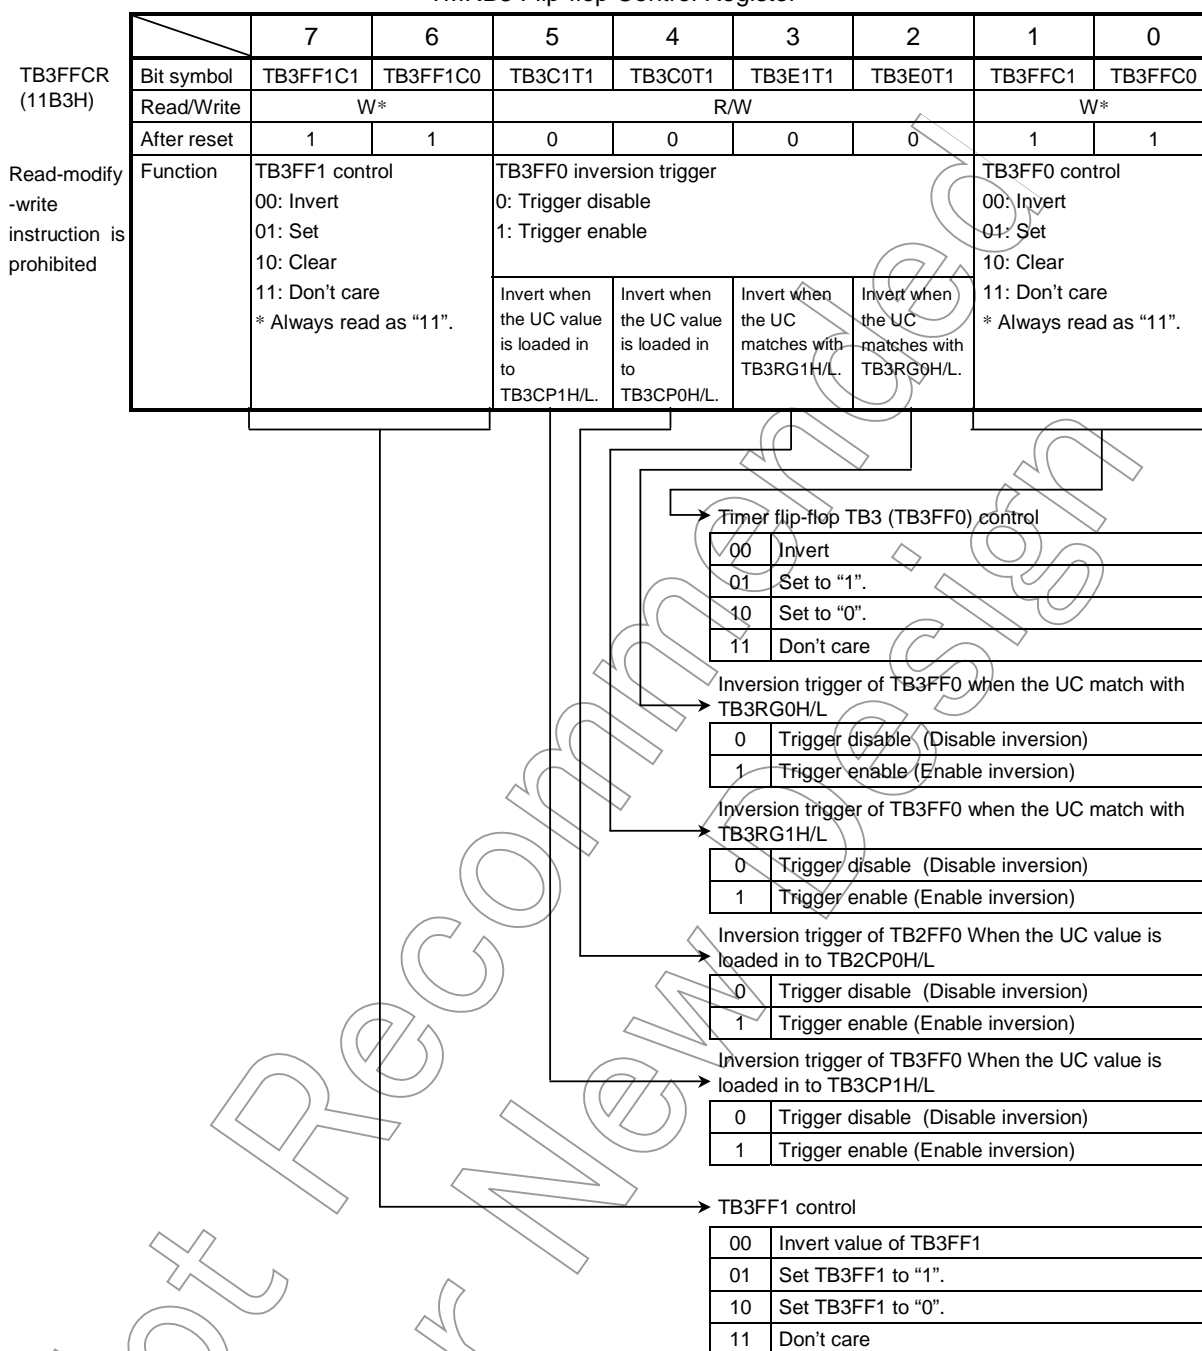 TMRB3 Flip-flop Control Register
7 6 5 4 3 2 1 0
TB3FFCR
(11B3H)
Bit symbol TB3FF1C1 TB3FF1C0 TB3C1T1 TB3C0T1 TB3E1T1 TB3E0T1 TB3FFC1 TB3FFC0
Read/Write W* R/W W*
After reset 1 1 0 0 0 0 1 1
Read-modify
-write
instruction is
prohibited
Function
TB3FF1 control
00: Invert
01: Set
10: Clear
11: Don't care
* Always read as “11”.
TB3FF0 inversion trigger
0: Trigger disable
1: Trigger enable
Invert when
the UC value
is loaded in
to
TB3CP1H/L.
Invert when
the UC value
is loaded in
to
TB3CP0H/L.
Invert when
the UC
matches with
TB3RG1H/L.
Invert when
the UC
matches with
TB3RG0H/L.
TB3FF0 control
00: Invert
01: Set
10: Clear
11: Don't care
* Always read as “11”.
Timer flip-flop TB3 (TB3FF0) control
00 Invert
01 Set to “1”.
10 Set to “0”.
11 Don't care
Inversion trigger of TB3FF0 when the UC match with
TB3RG0H/L
0 Trigger disable (Disable inversion)
1 Trigger enable (Enable inversion)
Inversion trigger of TB3FF0 when the UC match with
TB3RG1H/L
0 Trigger disable (Disable inversion)
1 Trigger enable (Enable inversion)
Inversion trigger of TB2FF0 When the UC value is
loaded in to TB2CP0H/L
0 Trigger disable (Disable inversion)
1 Trigger enable (Enable inversion)
Inversion trigger of TB3FF0 When the UC value is
loaded in to TB3CP1H/L
0 Trigger disable (Disable inversion)
1 Trigger enable (Enable inversion)
TB3FF1 control
00 Invert value of TB3FF1
01 Set TB3FF1 to “1”.
10 Set TB3FF1 to “0”.
11 Don't care
ot Recommended
r New Design